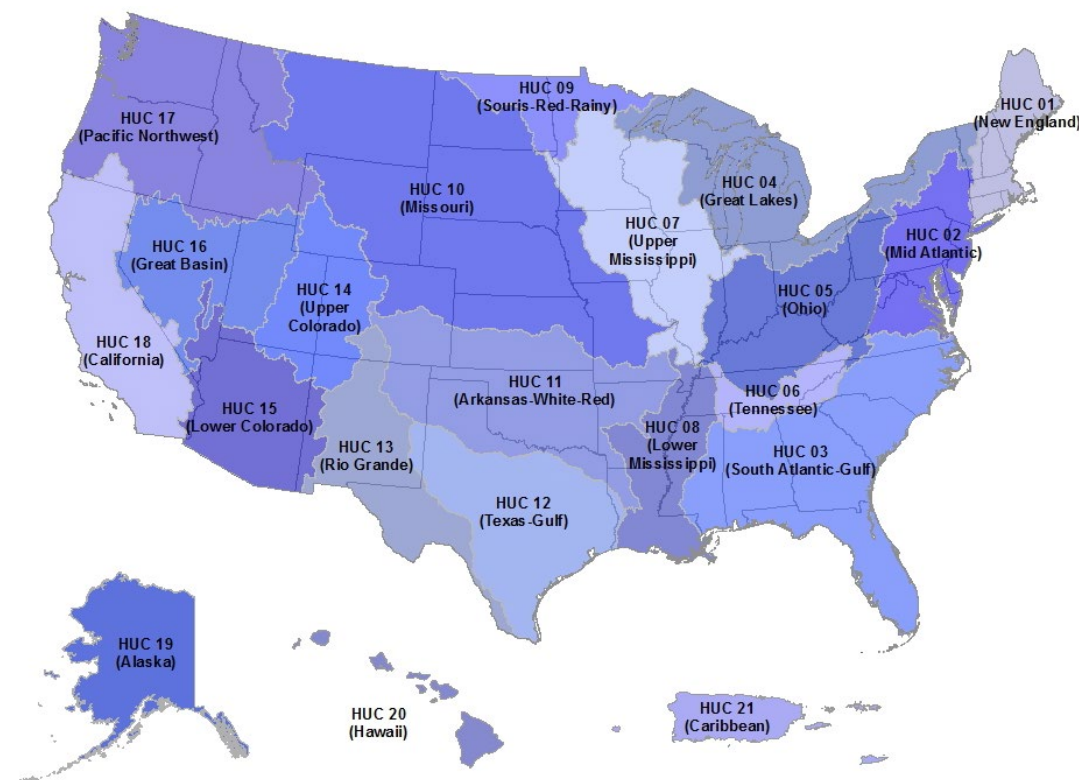 HUC 01
(New England)
HUC 09
(Souris-Red-Rainy)
HUC 17
(Pacific Northwest)
HUC 04
(Great Lakes)
HUC 10
(Missouri)
HUC 07
(Upper
Mississippi)
HUC 02
(Mid Atlantic)
HUC 16
(Great Basin)
HUC 14
(Upper
Colorado)
HUC 05
(Ohio)
HUC 18
(California)
HUC 11
(Arkansas-White-Red)
HUC 06
(Tennessee)
HUC 15
(Lower Colorado)
HUC 13
(Rio Grande)
HUC 08
(Lower
Mississippi)
HUC 03
(South Atlantic-Gulf)
HUC 12
(Texas-Gulf)
HUC 19
(Alaska)
HUC 20
(Hawaii)
HUC 21
(Caribbean)